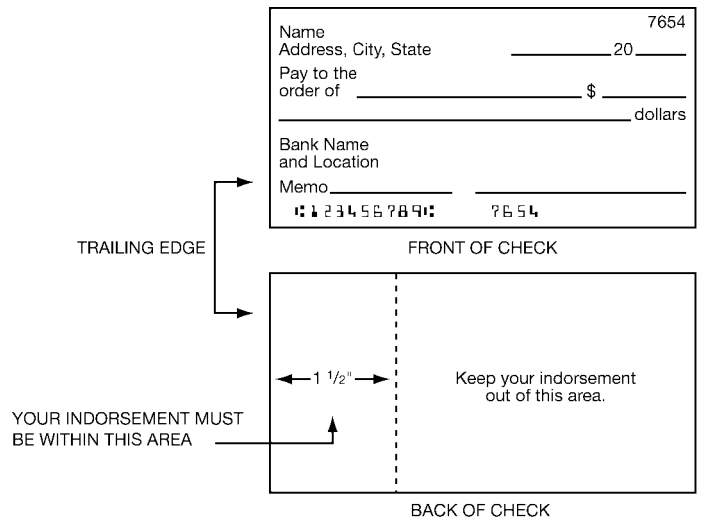 7654
Name
Address, City, State 20
Pay to the
order of $
dollars
Bank Name
and Location
Memo
⑆123456789⑆ 7654
TRAILING EDGE
FRONT OF CHECK
1 1/2"
Keep your indorsement
out of this area.
YOUR INDORSEMENT MUST
BE WITHIN THIS AREA
BACK OF CHECK